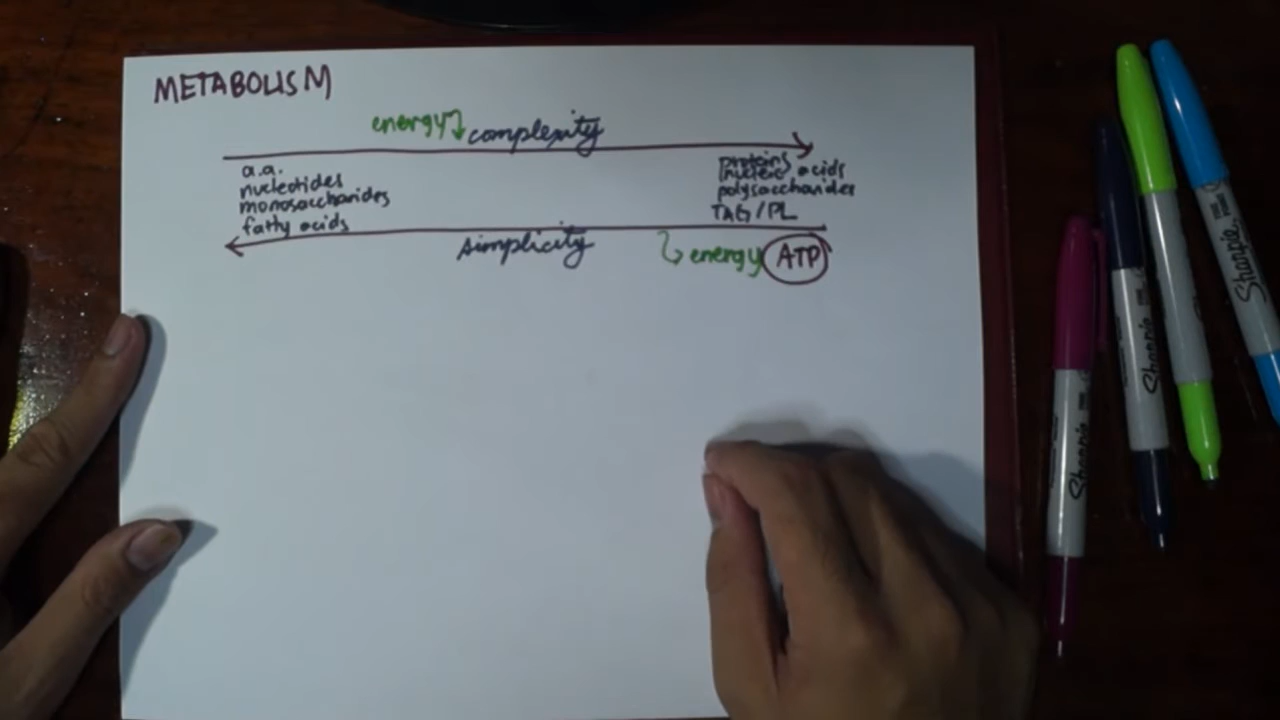 METABOLISM
energy complexity
a.a.
nucleotides
monosaccharides
fatty acids
proteins
nucleic acids
polysaccharides
TAG/PL
simplicity
energy ATP
Sharpie
Sharpie
Sharpie
Sharpie